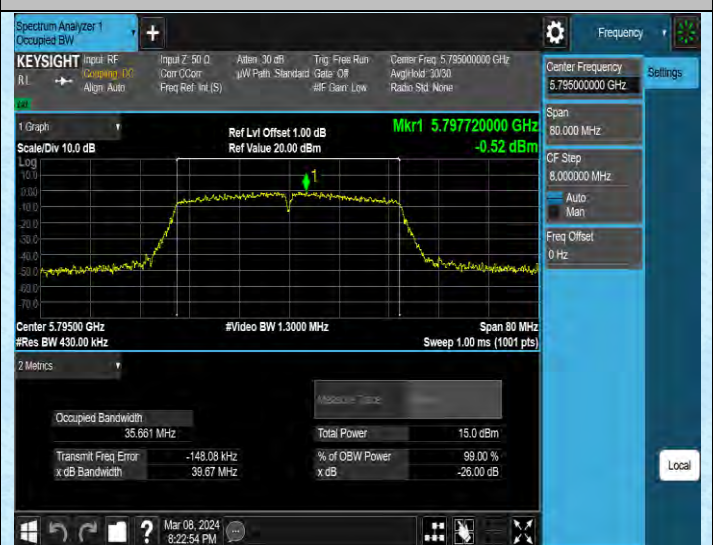 Spectrum Analyzer 1
Occupied BW
+
Frequency
KEYSIGHT Input: RF Input Z: 50 Ω Atten: 30 dB Trig: Free Run Center Freq: 5.795000000 GHz
RL Coupling: DC Corr CCorr µW Path: Standard Gate: Off Avg|Hold: 30/30
Align: Auto Freq Ref: Int (S) #IF Gain: Low Radio Std: None
1 Graph
Ref Lvl Offset 1.00 dB
Mkr1 5.797720000 GHz
Scale/Div 10.0 dB
Ref Value 20.00 dBm
-0.52 dBm
Log
10.0
0.00
-10.0
-20.0
-30.0
-40.0
-50.0
-60.0
-70.0
1
Center 5.79500 GHz
#Video BW 1.3000 MHz
Span 80 MHz
#Res BW 430.00 kHz
Sweep 1.00 ms (1001 pts)
2 Metrics
Measure Trace
Occupied Bandwidth
35.661 MHz
Total Power 15.0 dBm
Transmit Freq Error -148.08 kHz
% of OBW Power 99.00 %
x dB Bandwidth 39.67 MHz
x dB -26.00 dB
Center Frequency
5.795000000 GHz
Settings
Span
80.000 MHz
CF Step
8.000000 MHz
Auto
Man
Freq Offset
0 Hz
Local
?
Mar 08, 2024
8:22:54 PM